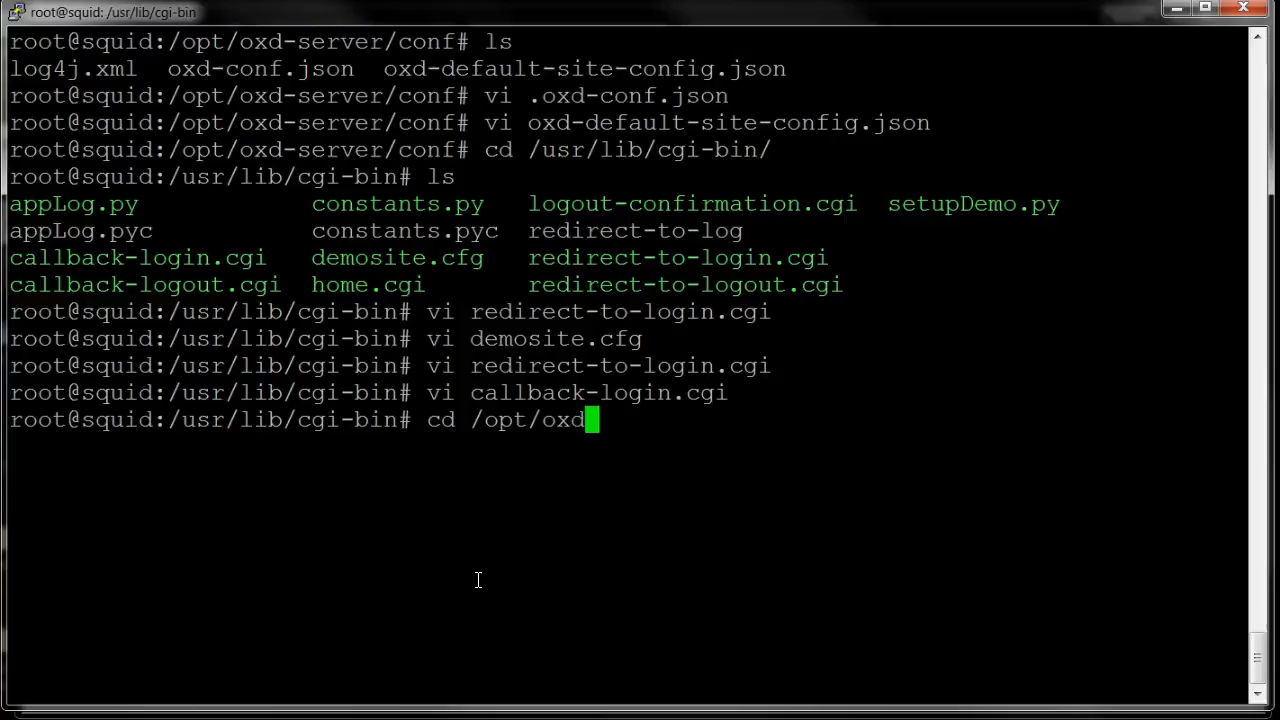 root@squid: /usr/lib/cgi-bin
root@squid:/opt/oxd-server/conf# ls
log4j.xml  oxd-conf.json  oxd-default-site-config.json
root@squid:/opt/oxd-server/conf# vi .oxd-conf.json
root@squid:/opt/oxd-server/conf# vi oxd-default-site-config.json
root@squid:/opt/oxd-server/conf# cd /usr/lib/cgi-bin/
root@squid:/usr/lib/cgi-bin# ls
appLog.py            constants.py   logout-confirmation.cgi  setupDemo.py
appLog.pyc           constants.pyc  redirect-to-log
callback-login.cgi   demosite.cfg   redirect-to-login.cgi
callback-logout.cgi  home.cgi       redirect-to-logout.cgi
root@squid:/usr/lib/cgi-bin# vi redirect-to-login.cgi
root@squid:/usr/lib/cgi-bin# vi demosite.cfg
root@squid:/usr/lib/cgi-bin# vi redirect-to-login.cgi
root@squid:/usr/lib/cgi-bin# vi callback-login.cgi
root@squid:/usr/lib/cgi-bin# cd /opt/oxd